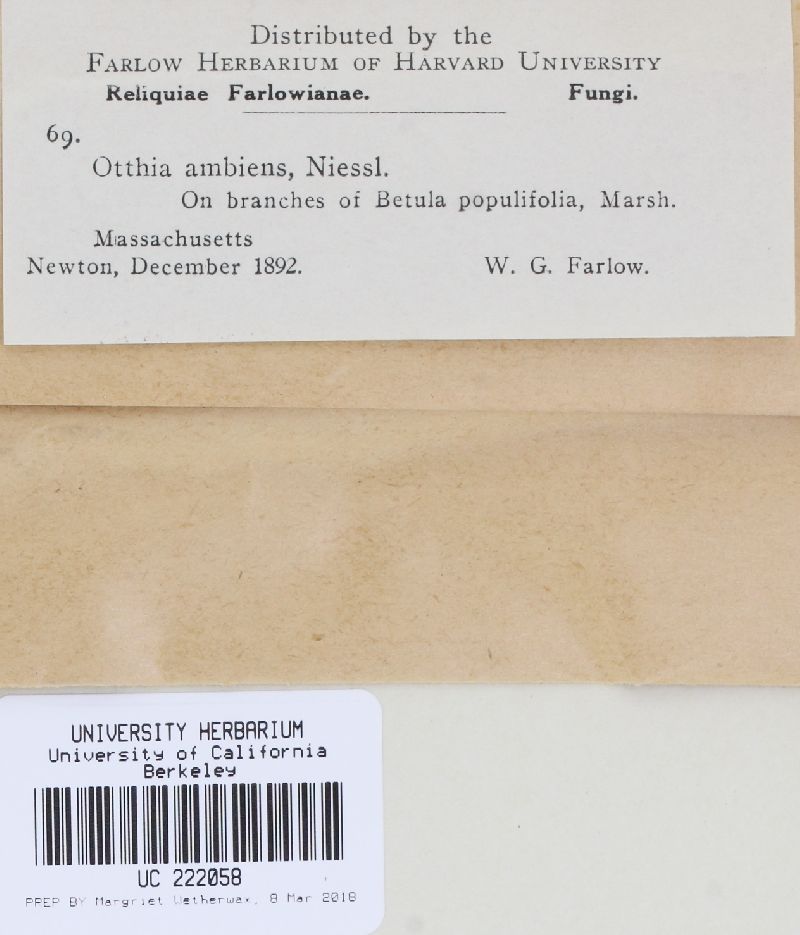 Distributed by the
Farlow Herbarium of Harvard University
Reliquiae Farlowianae. Fungi.
69.
Otthia ambiens, Niessl.
On branches of Betula populifolia, Marsh.
Massachusetts
Newton, December 1892. W. G. Farlow.
UNIVERSITY HERBARIUM
University of California
Berkeley
UC 222058
PREP BY Margriet Wetherwax, 8 Mar 2018